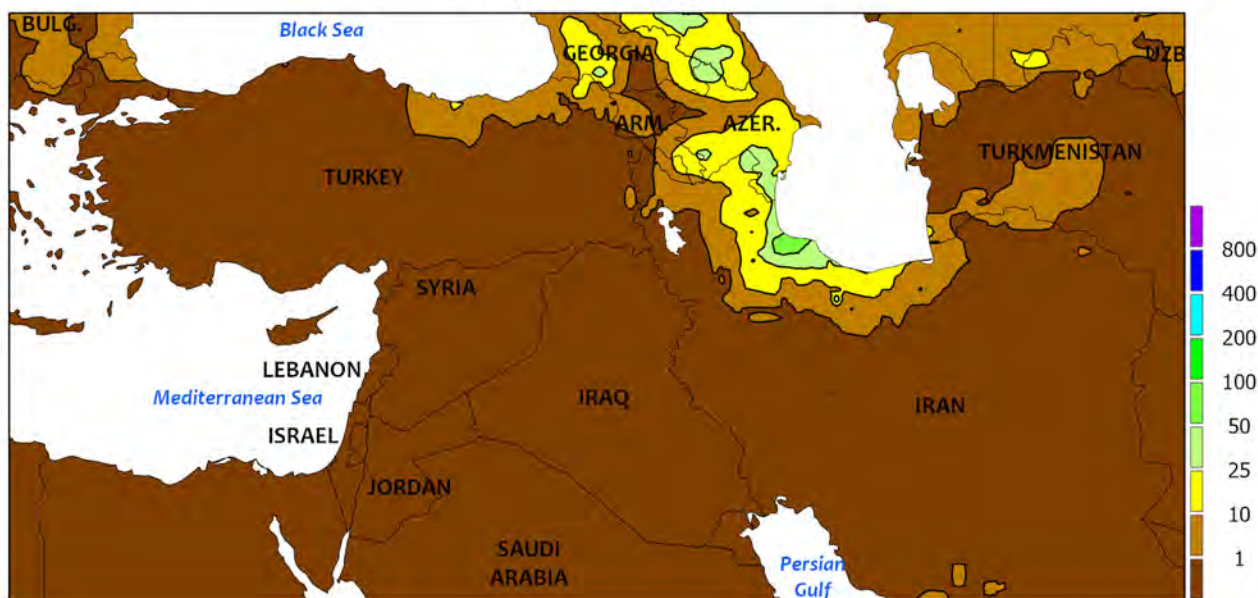 BULG.
Black Sea
GEORGIA
UZB
ARM.
AZER.
TURKMENISTAN
TURKEY
SYRIA
LEBANON
Mediterranean Sea
ISRAEL
IRAQ
IRAN
JORDAN
SAUDI
ARABIA
Persian
Gulf
800
400
200
100
50
25
10
1